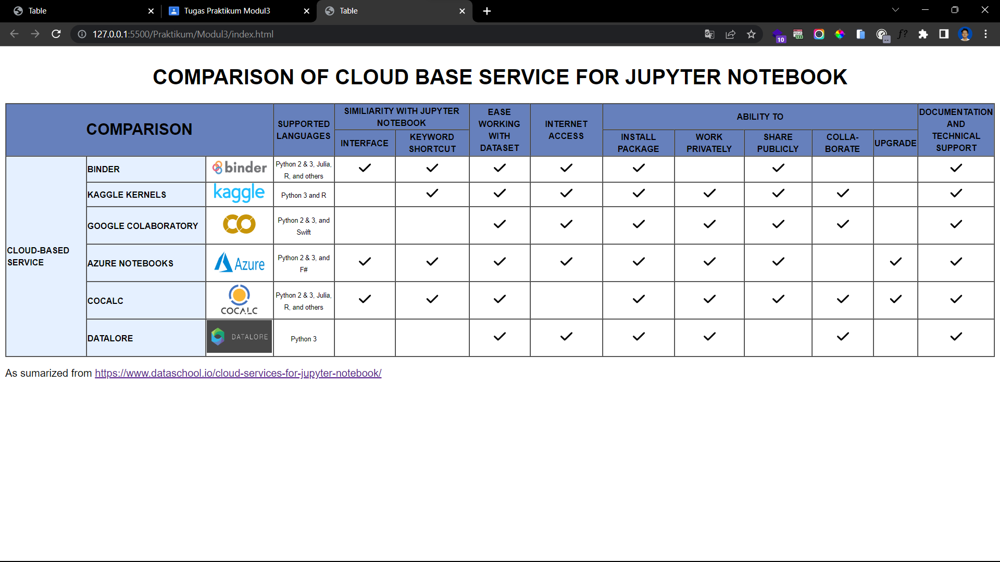 Table
Tugas Praktikum Modul3
Table
127.0.0.1:5500/Praktikum/Modul3/index.html
10
f?
COMPARISON OF CLOUD BASE SERVICE FOR JUPYTER NOTEBOOK
COMPARISON
SUPPORTED
LANGUAGES
SIMILIARITY WITH JUPYTER
NOTEBOOK
INTERFACE
KEYWORD
SHORTCUT
EASE
WORKING
WITH
DATASET
INTERNET
ACCESS
ABILITY TO
INSTALL
PACKAGE
WORK
PRIVATELY
SHARE
PUBLICLY
COLLA-
BORATE
UPGRADE
DOCUMENTATION
AND
TECHNICAL
SUPPORT
CLOUD-BASED
SERVICE
BINDER
binder
Python 2 & 3, Julia,
R, and others
KAGGLE KERNELS
kaggle
Python 3 and R
GOOGLE COLABORATORY
Python 2 & 3, and
Swift
AZURE NOTEBOOKS
Azure
Python 2 & 3, and
F#
COCALC
COCALC
Python 2 & 3, Julia,
R, and others
DATALORE
DATALORE
Python 3
As sumarized from https://www.dataschool.io/cloud-services-for-jupyter-notebook/